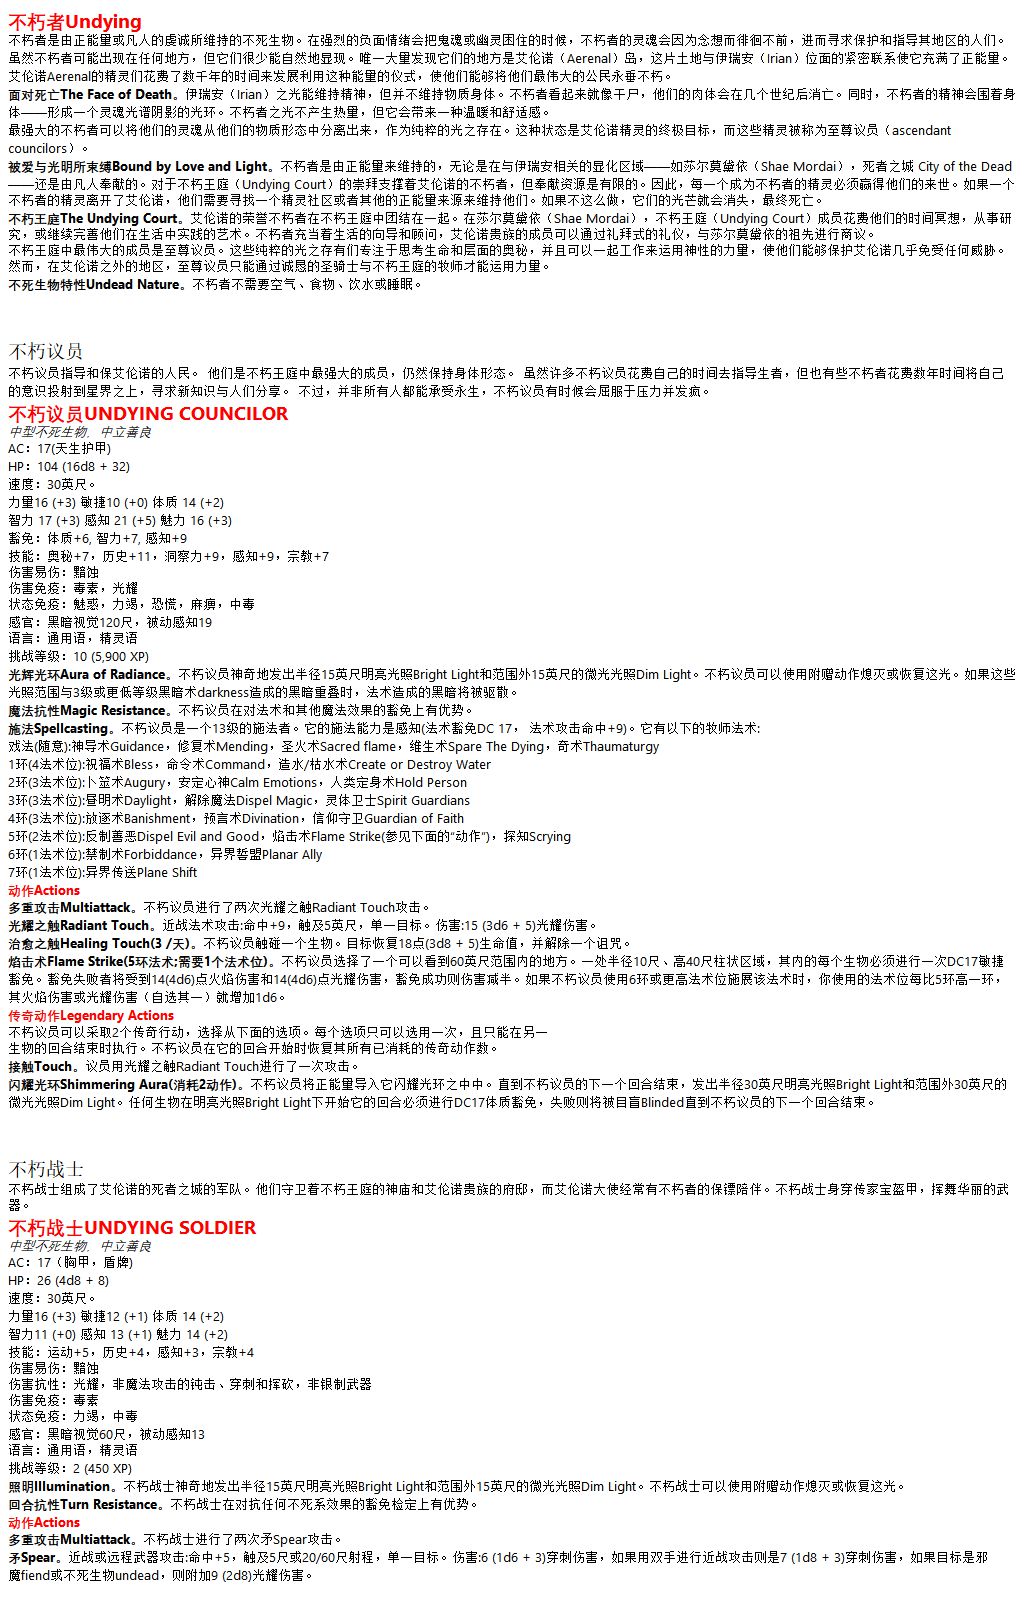 不朽者Undying
不朽者是由正能量或凡人的虔诚所维持的不死生物。在强烈的负面情绪会把鬼魂或幽灵困住的时候，不朽者的灵魂会因为念想而徘徊不前，进而寻求保护和指导其地区的人们。
虽然不朽者可能出现在任何地方，但它们很少能自然地显现。唯一大量发现它们的地方是艾伦诺（Aerenal）岛，这片土地与伊瑞安（Irian）位面的紧密联系使它充满了正能量。
艾伦诺Aerenal的精灵们花费了数千年的时间来发展利用这种能量的仪式，使他们能够将他们最伟大的公民永垂不朽。
面对死亡The Face of Death。伊瑞安（Irian）之光能维持精神，但并不维持物质身体。不朽者看起来就像干尸，他们的肉体会在几个世纪后消亡。同时，不朽者的精神会围着身
体——形成一个灵魂光谱阴影的光环。不朽者之光不产生热量，但它会带来一种温暖和舒适感。
最强大的不朽者可以将他们的灵魂从他们的物质形态中分离出来，作为纯粹的光之存在。这种状态是艾伦诺精灵的终极目标，而这些精灵被称为至尊议员（ascendant
councilors）。
被爱与光明所束缚Bound by Love and Light。不朽者是由正能量来维持的，无论是在与伊瑞安相关的显化区域——如莎尔莫黛依（Shae Mordai），死者之城 City of the Dead
——还是由凡人奉献的。对于不朽王庭（Undying Court）的崇拜支撑着艾伦诺的不朽者，但奉献资源是有限的。因此，每一个成为不朽者的精灵必须赢得他们的来世。如果一个
不朽者的精灵离开了艾伦诺，他们需要寻找一个精灵社区或者其他的正能量来源来维持他们。如果不这么做，它们的光芒就会消失，最终死亡。
不朽王庭The Undying Court。艾伦诺的荣誉不朽者在不朽王庭中团结在一起。在莎尔莫黛依（Shae Mordai），不朽王庭（Undying Court）成员花费他们的时间冥想，从事研
究，或继续完善他们在生活中实践的艺术。不朽者充当着生活的向导和顾问，艾伦诺贵族的成员可以通过礼拜式的礼仪，与莎尔莫黛依的祖先进行商议。
不朽王庭中最伟大的成员是至尊议员。这些纯粹的光之存有们专注于思考生命和层面的奥秘，并且可以一起工作来运用神性的力量，使他们能够保护艾伦诺几乎免受任何威胁。
然而，在艾伦诺之外的地区，至尊议员只能通过诚恳的圣骑士与不朽王庭的牧师才能运用力量。
不死生物特性Undead Nature。不朽者不需要空气、食物、饮水或睡眠。
不朽议员
不朽议员指导和保艾伦诺的人民。 他们是不朽王庭中最强大的成员，仍然保持身体形态。 虽然许多不朽议员花费自己的时间去指导生者，但也有些不朽者花费数年时间将自己
的意识投射到星界之上，寻求新知识与人们分享。 不过，并非所有人都能承受永生，不朽议员有时候会屈服于压力并发疯。
不朽议员UNDYING COUNCILOR
中型不死生物，中立善良
AC：17(天生护甲)
HP：104 (16d8 + 32)
速度：30英尺。
力量16 (+3) 敏捷10 (+0) 体质 14 (+2)
智力 17 (+3) 感知 21 (+5) 魅力 16 (+3)
豁免：体质+6, 智力+7, 感知+9
技能：奥秘+7，历史+11，洞察力+9，感知+9，宗教+7
伤害易伤：黯蚀
伤害免疫：毒素，光耀
状态免疫：魅惑，力竭，恐慌，麻痹，中毒
感官：黑暗视觉120尺，被动感知19
语言：通用语，精灵语
挑战等级：10 (5,900 XP)
光辉光环Aura of Radiance。不朽议员神奇地发出半径15英尺明亮光照Bright Light和范围外15英尺的微光光照Dim Light。不朽议员可以使用附赠动作熄灭或恢复这光。如果这些
光照范围与3级或更低等级黑暗术darkness造成的黑暗重叠时，法术造成的黑暗将被驱散。
魔法抗性Magic Resistance。不朽议员在对法术和其他魔法效果的豁免上有优势。
施法Spellcasting。不朽议员是一个13级的施法者。它的施法能力是感知(法术豁免DC 17， 法术攻击命中+9)。它有以下的牧师法术:
戏法(随意):神导术Guidance，修复术Mending，圣火术Sacred flame，维生术Spare The Dying，奇术Thaumaturgy
1环(4法术位):祝福术Bless，命令术Command，造水/枯水术Create or Destroy Water
2环(3法术位):卜筮术Augury，安定心神Calm Emotions，人类定身术Hold Person
3环(3法术位):昼明术Daylight，解除魔法Dispel Magic，灵体卫士Spirit Guardians
4环(3法术位):放逐术Banishment，预言术Divination，信仰守卫Guardian of Faith
5环(2法术位):反制善恶Dispel Evil and Good，焰击术Flame Strike(参见下面的“动作”)，探知Scrying
6环(1法术位):禁制术Forbiddance，异界誓盟Planar Ally
7环(1法术位):异界传送Plane Shift
动作Actions
多重攻击Multiattack。不朽议员进行了两次光耀之触Radiant Touch攻击。
光耀之触Radiant Touch。近战法术攻击:命中+9，触及5英尺，单一目标。伤害:15 (3d6 + 5)光耀伤害。
治愈之触Healing Touch(3 /天)。不朽议员触碰一个生物。目标恢复18点(3d8 + 5)生命值，并解除一个诅咒。
焰击术Flame Strike(5环法术;需要1个法术位)。不朽议员选择了一个可以看到60英尺范围内的地方。一处半径10尺、高40尺柱状区域，其内的每个生物必须进行一次DC17敏捷
豁免。豁免失败者将受到14(4d6)点火焰伤害和14(4d6)点光耀伤害，豁免成功则伤害减半。如果不朽议员使用6环或更高法术位施展该法术时，你使用的法术位每比5环高一环，
其火焰伤害或光耀伤害（自选其一）就增加1d6。
传奇动作Legendary Actions
不朽议员可以采取2个传奇行动，选择从下面的选项。每个选项只可以选用一次，且只能在另一
生物的回合结束时执行。不朽议员在它的回合开始时恢复其所有已消耗的传奇动作数。
接触Touch。议员用光耀之触Radiant Touch进行了一次攻击。
闪耀光环Shimmering Aura(消耗2动作)。不朽议员将正能量导入它闪耀光环之中中。直到不朽议员的下一个回合结束，发出半径30英尺明亮光照Bright Light和范围外30英尺的
微光光照Dim Light。任何生物在明亮光照Bright Light下开始它的回合必须进行DC17体质豁免，失败则将被目盲Blinded直到不朽议员的下一个回合结束。
不朽战士
不朽战士组成了艾伦诺的死者之城的军队。他们守卫着不朽王庭的神庙和艾伦诺贵族的府邸，而艾伦诺大使经常有不朽者的保镖陪伴。不朽战士身穿传家宝盔甲，挥舞华丽的武
器。
不朽战士UNDYING SOLDIER
中型不死生物，中立善良
AC：17（胸甲，盾牌)
HP：26 (4d8 + 8)
速度：30英尺。
力量16 (+3) 敏捷12 (+1) 体质 14 (+2)
智力11 (+0) 感知 13 (+1) 魅力 14 (+2)
技能：运动+5，历史+4，感知+3，宗教+4
伤害易伤：黯蚀
伤害抗性：光耀，非魔法攻击的钝击、穿刺和挥砍，非银制武器
伤害免疫：毒素
状态免疫：力竭，中毒
感官：黑暗视觉60尺，被动感知13
语言：通用语，精灵语
挑战等级：2 (450 XP)
照明Illumination。不朽战士神奇地发出半径15英尺明亮光照Bright Light和范围外15英尺的微光光照Dim Light。不朽战士可以使用附赠动作熄灭或恢复这光。
回合抗性Turn Resistance。不朽战士在对抗任何不死系效果的豁免检定上有优势。
动作Actions
多重攻击Multiattack。不朽战士进行了两次矛Spear攻击。
矛Spear。近战或远程武器攻击:命中+5，触及5尺或20/60尺射程，单一目标。伤害:6 (1d6 + 3)穿刺伤害，如果用双手进行近战攻击则是7 (1d8 + 3)穿刺伤害，如果目标是邪
魔fiend或不死生物undead，则附加9 (2d8)光耀伤害。